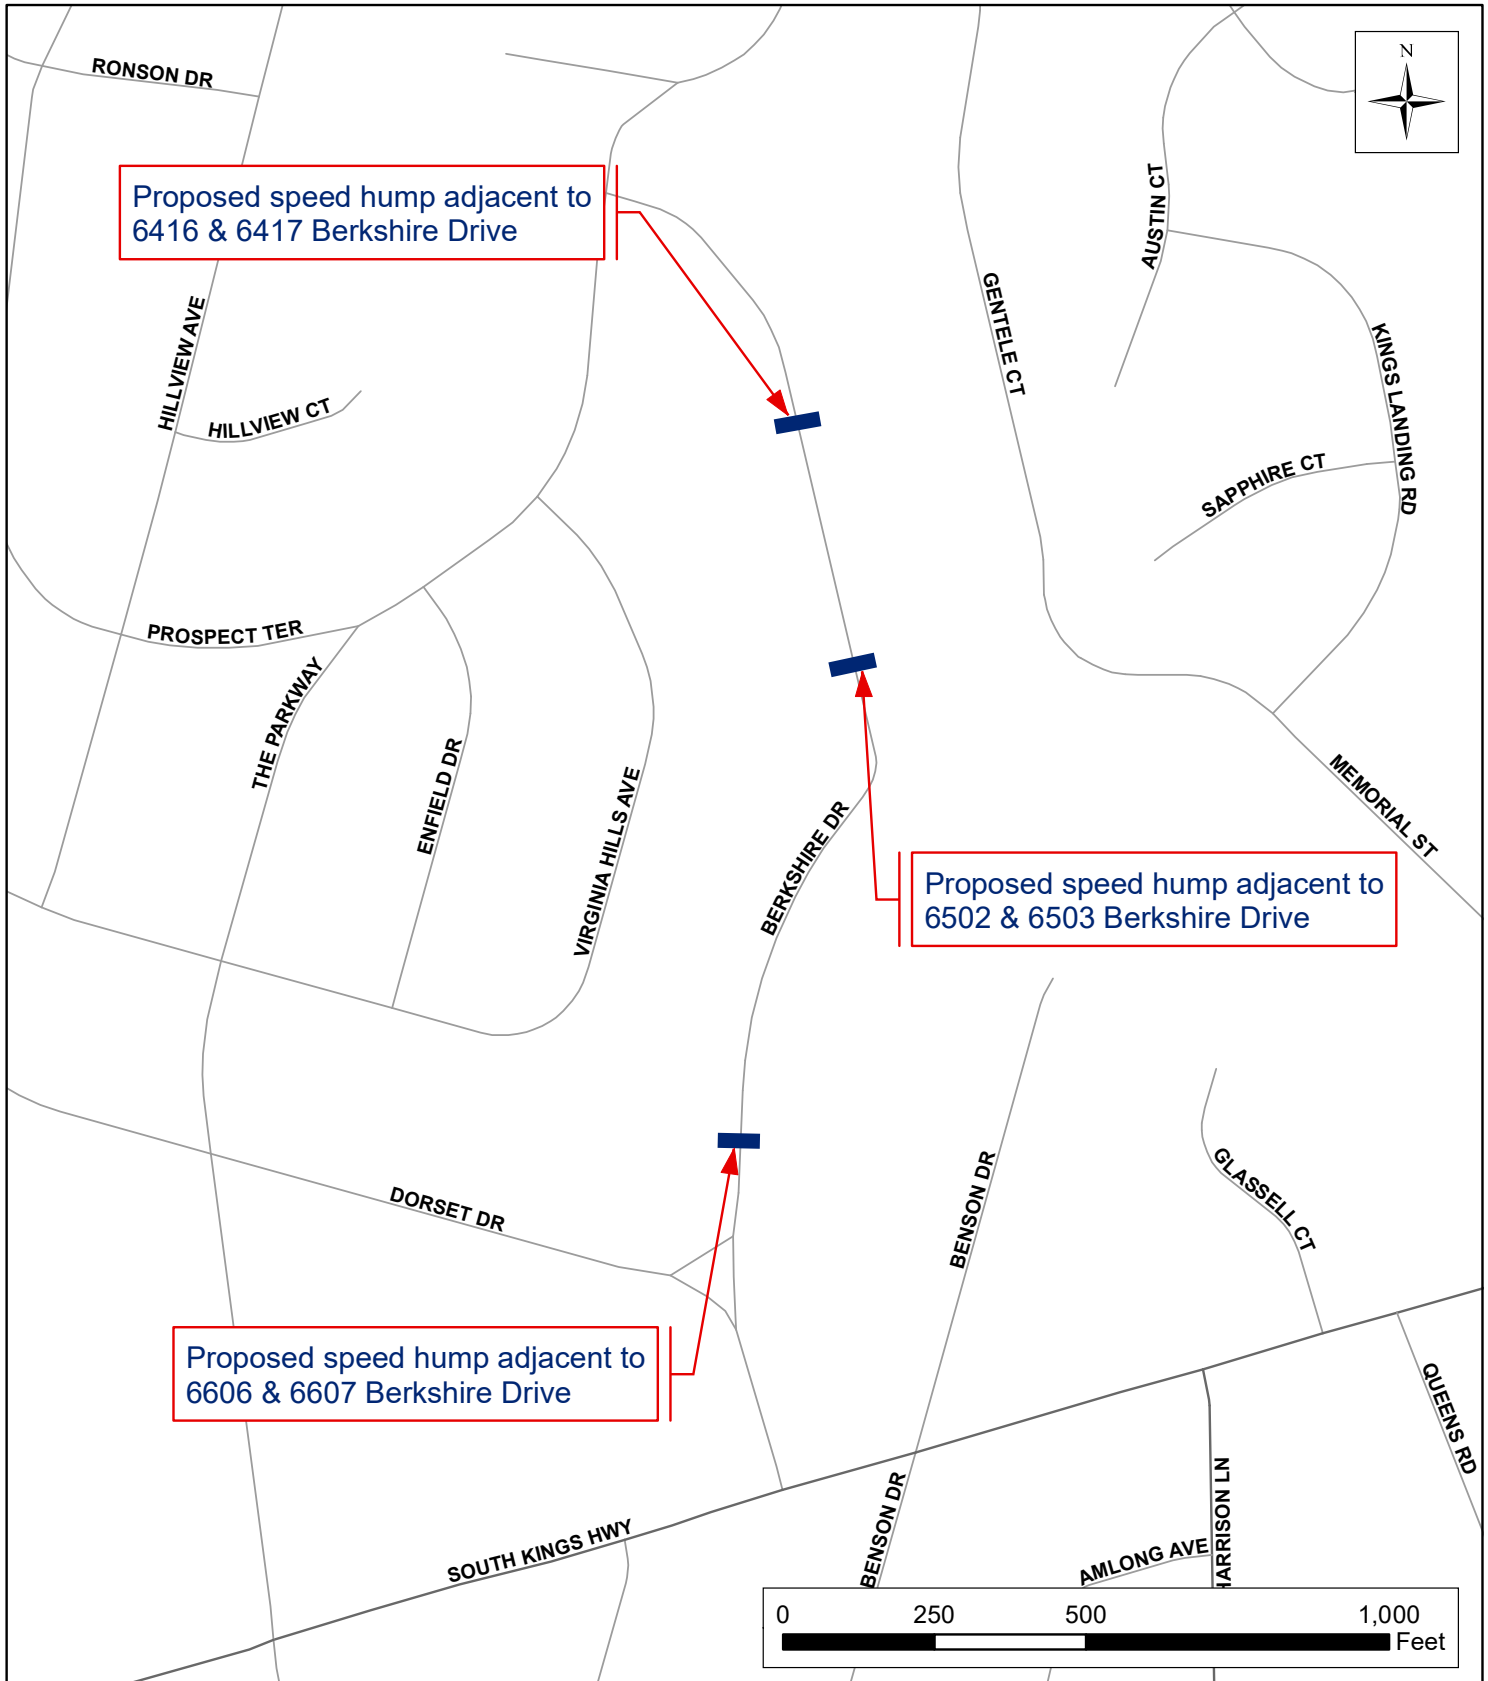 N
RONSON DR
Proposed speed hump adjacent to
6416 & 6417 Berkshire Drive
AUSTIN CT
GENTELE CT
HILLVIEW AVE
KINGS LANDING RD
HILLVIEW CT
SAPPHIRE CT
PROSPECT TER
THE PARKWAY
ENFIELD DR
VIRGINIA HILLS AVE
BERKSHIRE DR
MEMORIAL ST
Proposed speed hump adjacent to
6502 & 6503 Berkshire Drive
DORSET DR
BENSON DR
GLASSELL CT
Proposed speed hump adjacent to
6606 & 6607 Berkshire Drive
QUEENS RD
SOUTH KINGS HWY
BENSON DR
HARRISON LN
AMLONG AVE
0 250 500 1,000
Feet